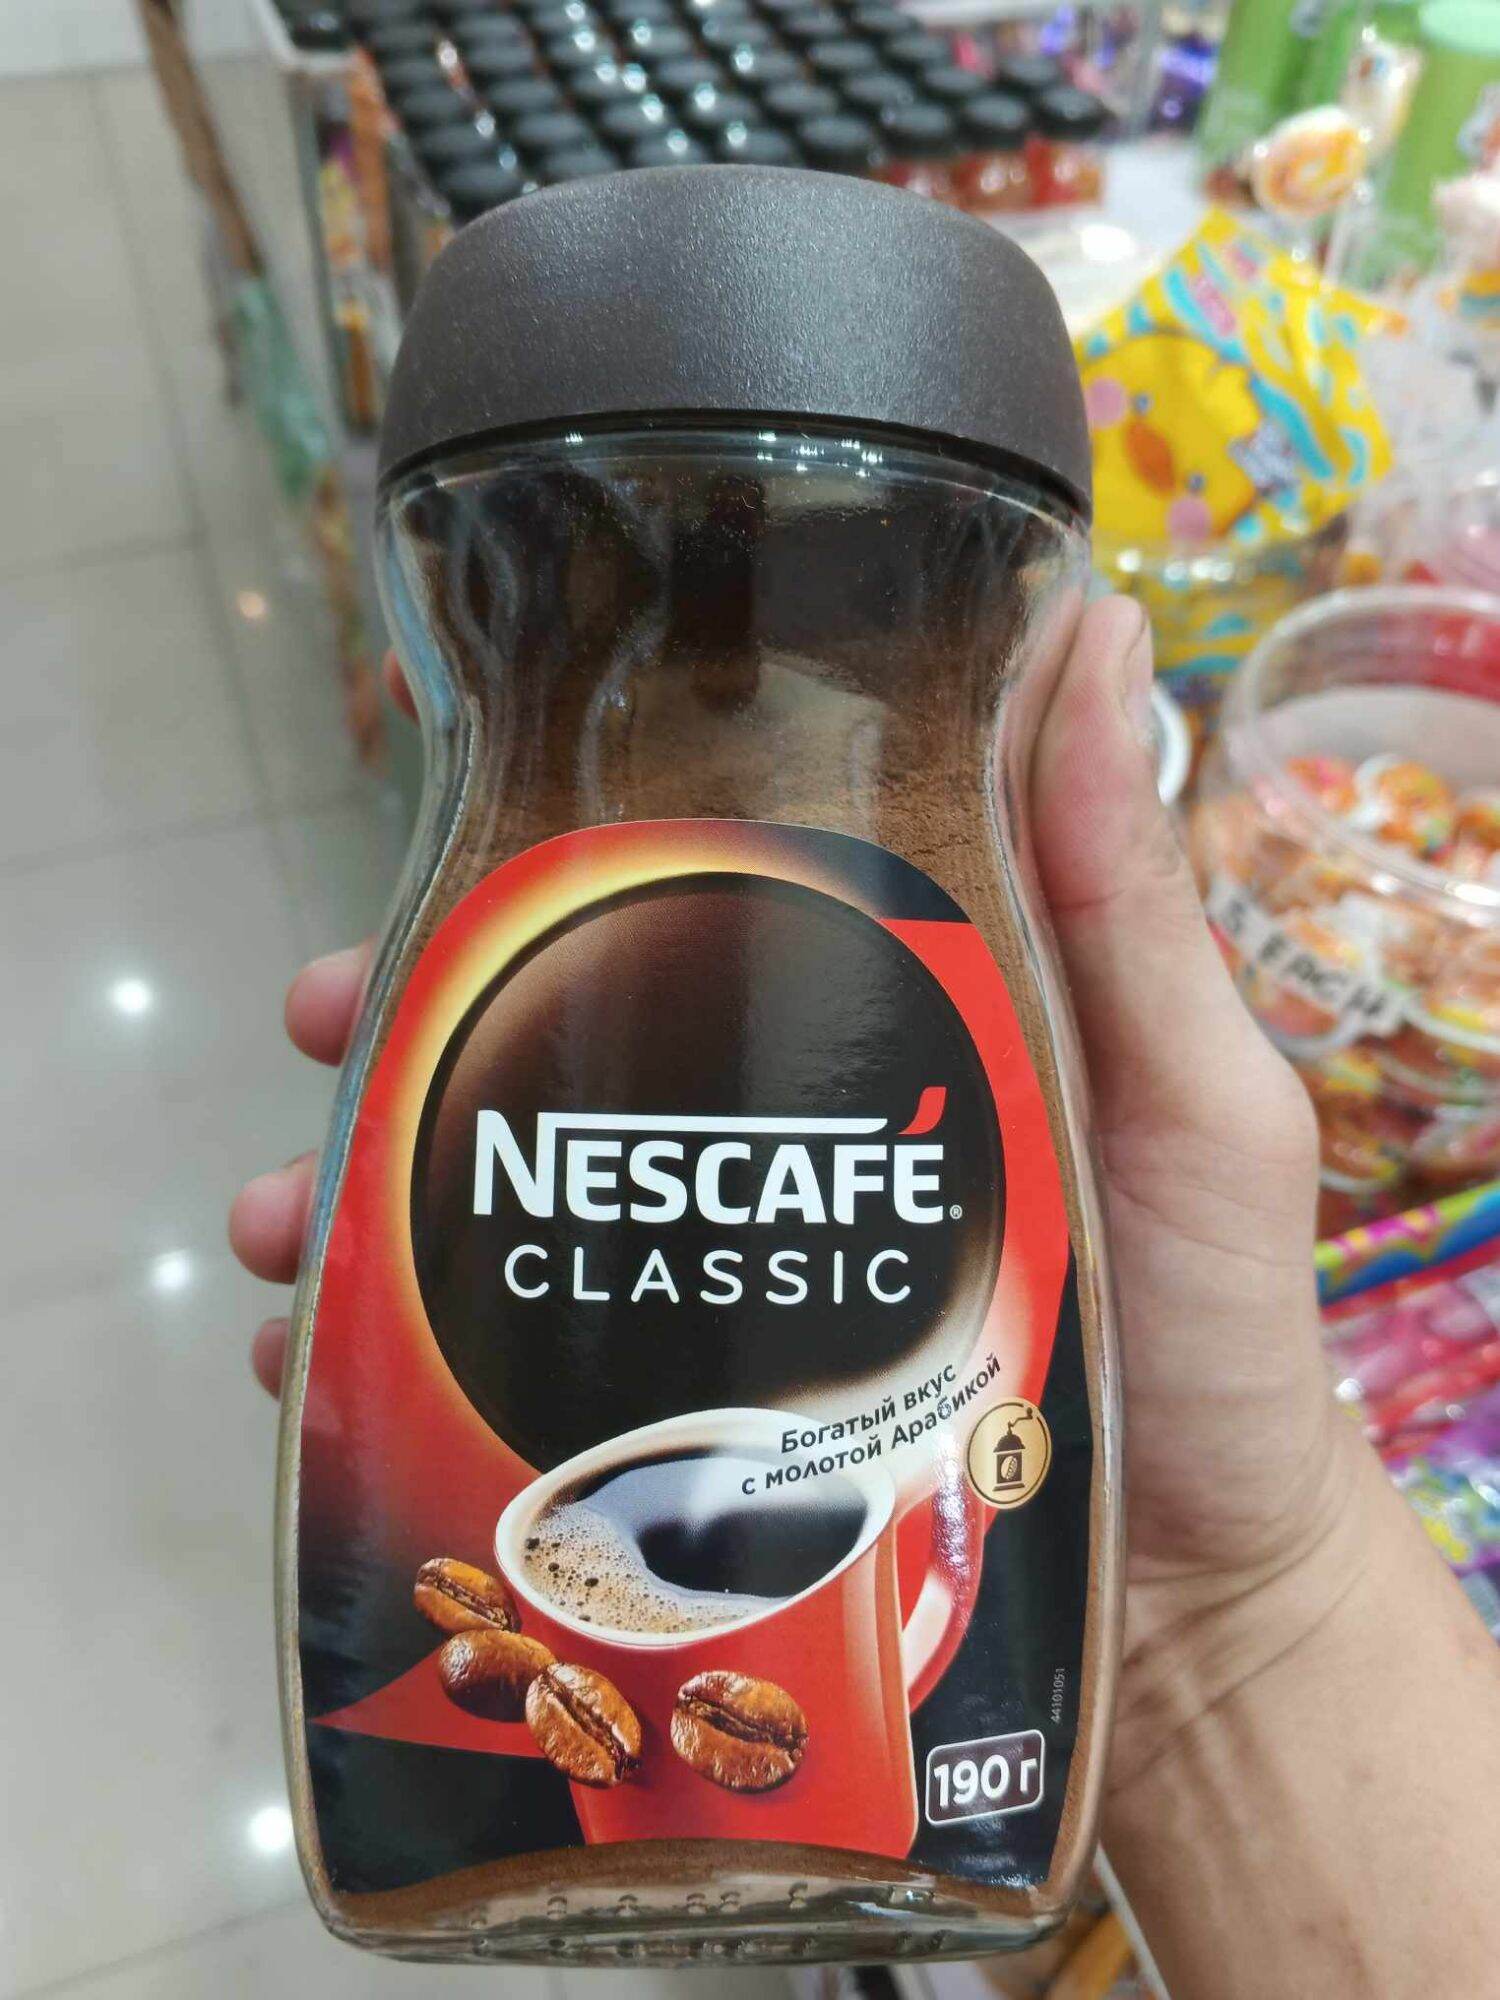 NESCAFÉ®
CLASSIC
Богатый вкус
с молотой Арабикой
44101051
190 г